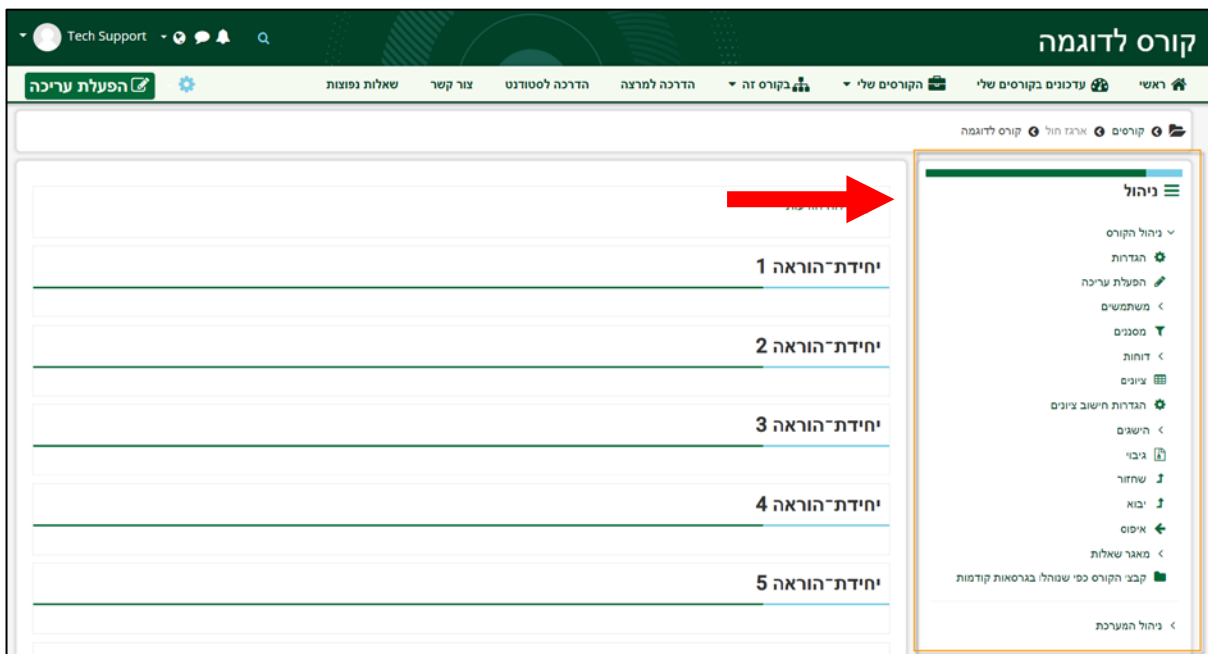 קורס לדוגמה
Tech Support
ראשי עדכונים בקורסים שלי הקורסים שלי בקורס זה הדרכה למרצה הדרכה לסטודנט צור קשר שאלות נפוצות הפעלת עריכה
קורסים ארגז חול קורס לדוגמה
ניהול
ניהול הקורס
הגדרות
הפעלת עריכה
משתמשים
מסננים
דוחות
ציונים
הגדרות חישוב ציונים
הישגים
גיבוי
שחזור
יבוא
איפוס
מאגר שאלות
קבצי הקורס כפי שנוהלו בגרסאות קודמות
ניהול המערכת
יחידת־הוראה 1
יחידת־הוראה 2
יחידת־הוראה 3
יחידת־הוראה 4
יחידת־הוראה 5